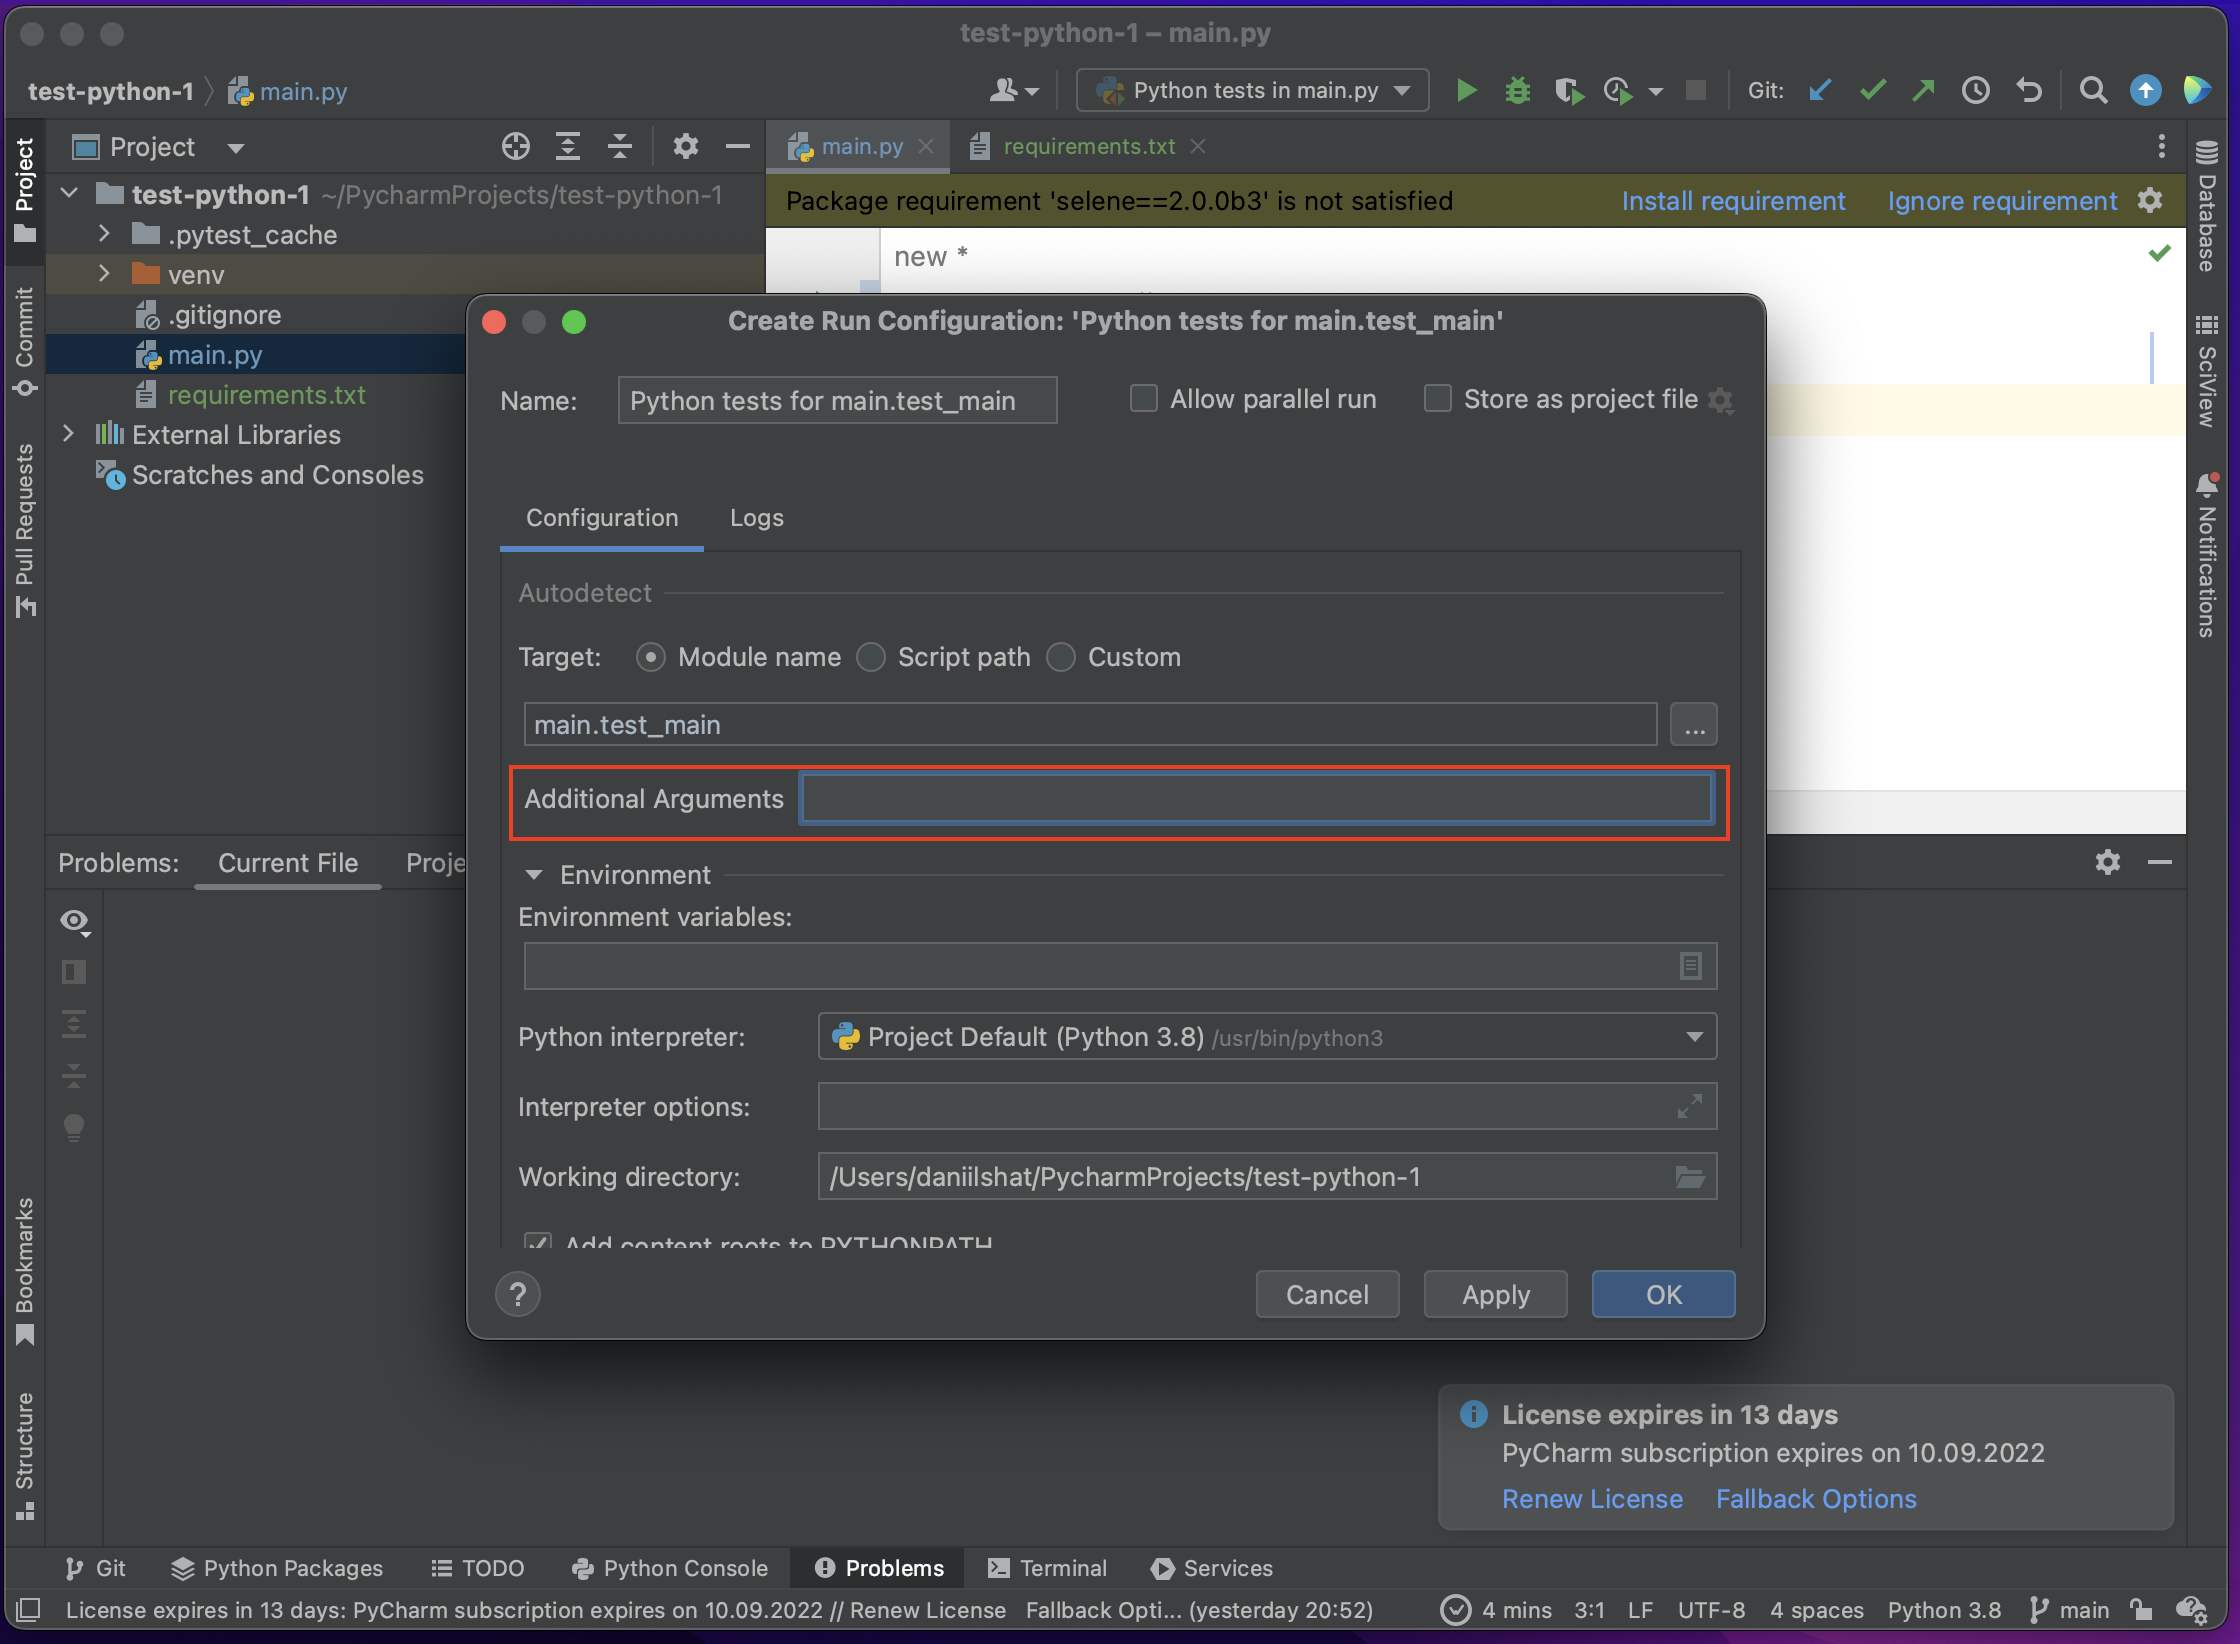 test-python-1 – main.py
test-python-1 main.py
Python tests in main.py
Git:
Project
main.py
requirements.txt
Package requirement 'selene==2.0.0b3' is not satisfied
Install requirement
Ignore requirement
test-python-1 ~/PycharmProjects/test-python-1
.pytest_cache
venv
.gitignore
main.py
requirements.txt
External Libraries
Scratches and Consoles
new *
Project
Commit
Pull Requests
Bookmarks
Structure
Database
SciView
Notifications
Create Run Configuration: 'Python tests for main.test_main'
Name: Python tests for main.test_main
Allow parallel run
Store as project file
Configuration
Logs
Autodetect
Target: Module name Script path Custom
main.test_main
...
Additional Arguments
Environment
Environment variables:
Python interpreter: Project Default (Python 3.8) /usr/bin/python3
Interpreter options:
Working directory: /Users/daniilshat/PycharmProjects/test-python-1
Add content roots to PYTHONPATH
?
Cancel
Apply
OK
Problems: Current File Proje
License expires in 13 days
PyCharm subscription expires on 10.09.2022
Renew License Fallback Options
Git Python Packages TODO Python Console Problems Terminal Services
License expires in 13 days: PyCharm subscription expires on 10.09.2022 // Renew License Fallback Opti... (yesterday 20:52)
4 mins 3:1 LF UTF-8 4 spaces Python 3.8 main